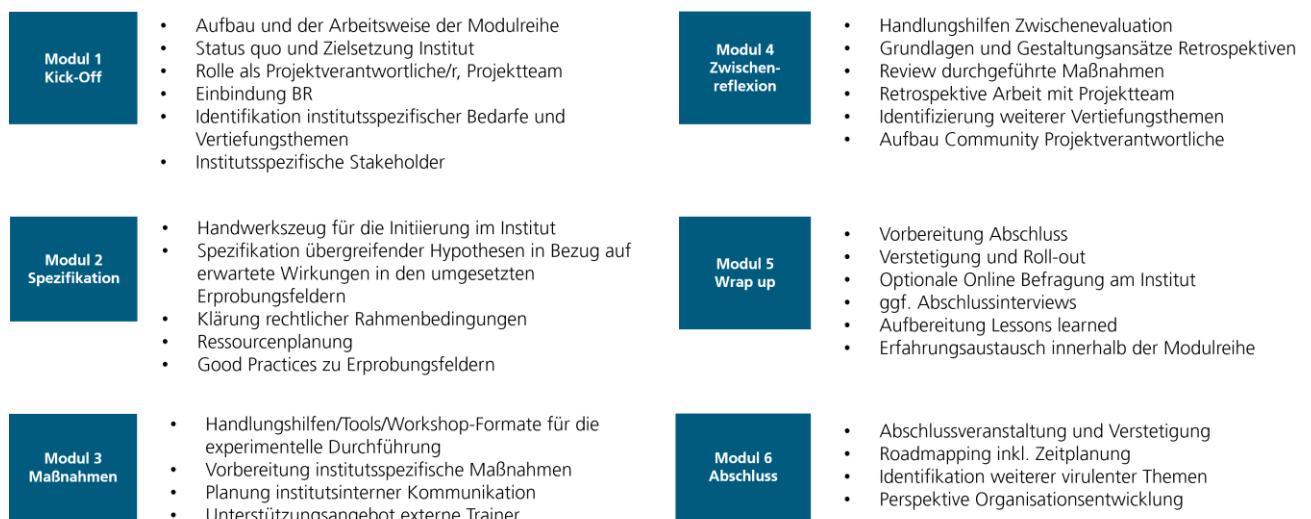 Modul 1
Kick-Off
• Aufbau und der Arbeitsweise der Modulreihe
• Status quo und Zielsetzung Institut
• Rolle als Projektverantwortliche/r, Projektteam
• Einbindung BR
• Identifikation institutsspezifischer Bedarfe und
Vertiefungsthemen
• Institutsspezifische Stakeholder
Modul 2
Spezifikation
• Handwerkszeug für die Initiierung im Institut
• Spezifikation übergreifender Hypothesen in Bezug auf
erwartete Wirkungen in den umgesetzten
Erprobungsfeldern
• Klärung rechtlicher Rahmenbedingungen
• Ressourcenplanung
• Good Practices zu Erprobungsfeldern
Modul 3
Maßnahmen
• Handlungshilfen/Tools/Workshop-Formate für die
experimentelle Durchführung
• Vorbereitung institutsspezifische Maßnahmen
• Planung institutsinterner Kommunikation
• Unterstützungsangebot externe Trainer
Modul 4
Zwischen-
reflexion
• Handlungshilfen Zwischenevaluation
• Grundlagen und Gestaltungsansätze Retrospektiven
• Review durchgeführte Maßnahmen
• Retrospektive Arbeit mit Projektteam
• Identifizierung weiterer Vertiefungsthemen
• Aufbau Community Projektverantwortliche
Modul 5
Wrap up
• Vorbereitung Abschluss
• Verstetigung und Roll-out
• Optionale Online Befragung am Institut
• ggf. Abschlussinterviews
• Aufbereitung Lessons learned
• Erfahrungsaustausch innerhalb der Modulreihe
Modul 6
Abschluss
• Abschlussveranstaltung und Verstetigung
• Roadmapping inkl. Zeitplanung
• Identifikation weiterer virulenter Themen
• Perspektive Organisationsentwicklung